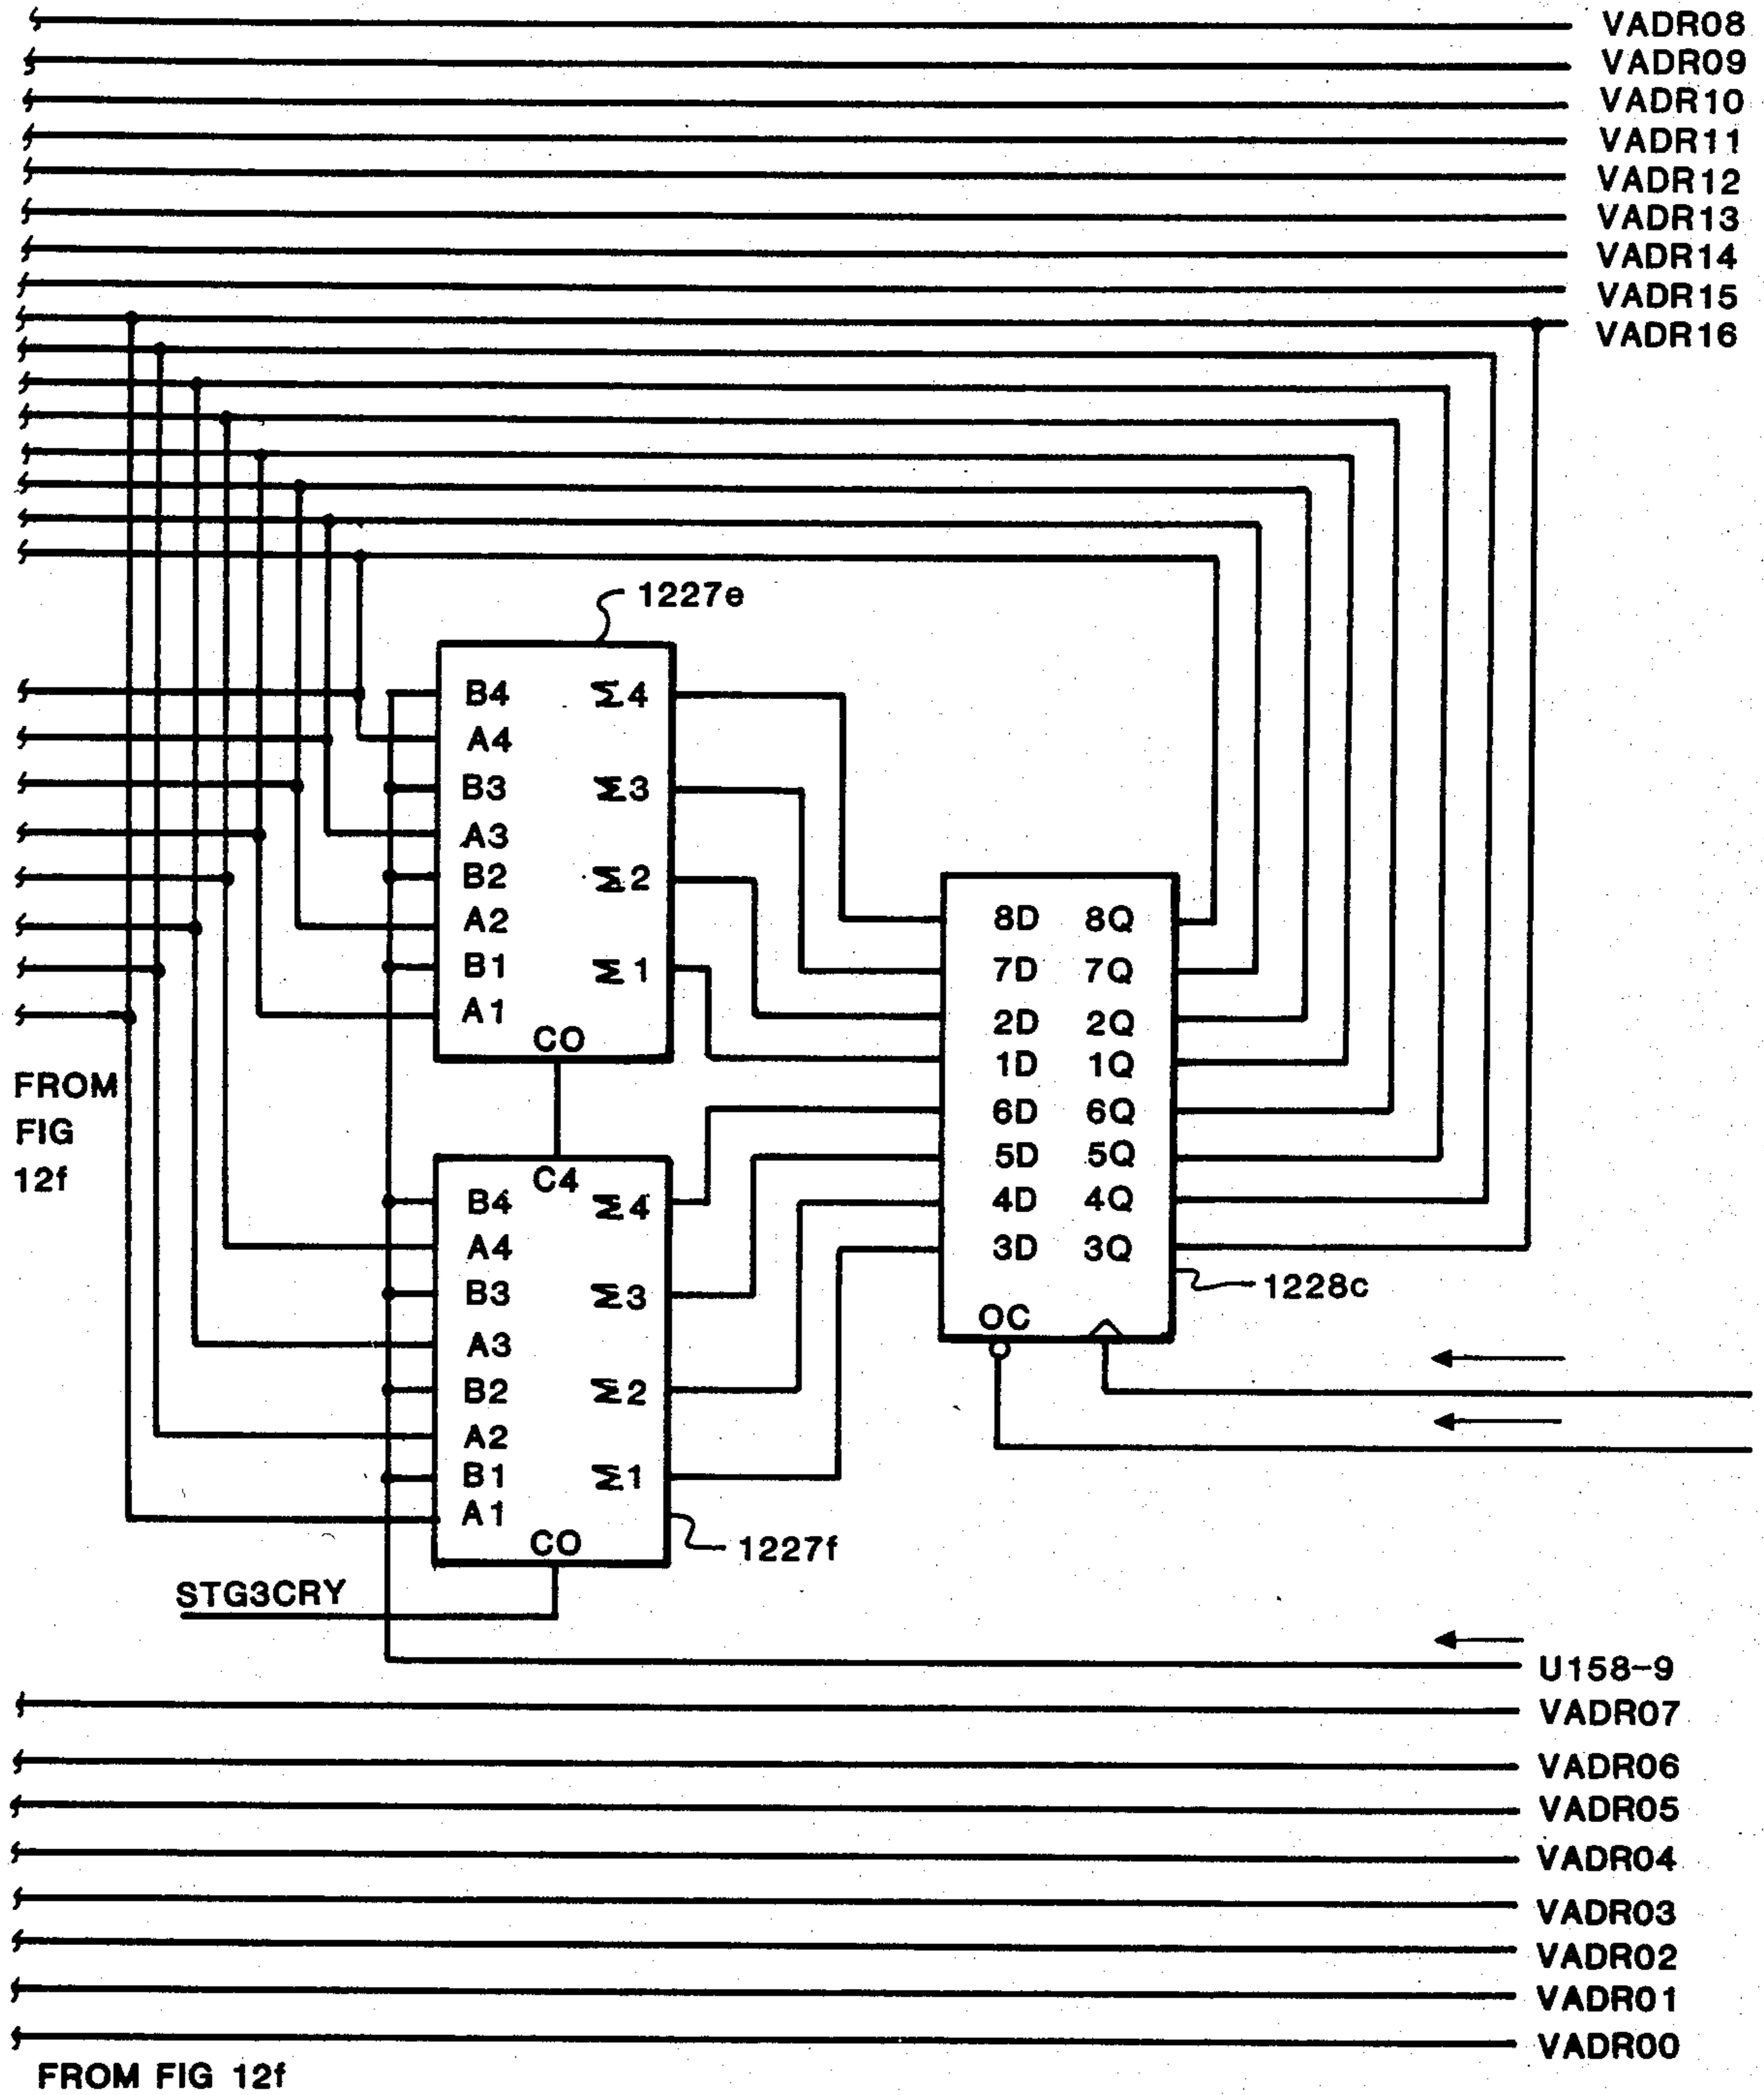 VADR08
VADR09
VADR10
VADR11
VADR12
VADR13
VADR14
VADR15
VADR16
1227e
B4 Σ4
A4
B3 Σ3
A3
B2 Σ2
A2
B1 Σ1
A1
CO
8D 8Q
7D 7Q
2D 2Q
1D 1Q
6D 6Q
5D 5Q
4D 4Q
3D 3Q
OC
1228c
FROM
FIG
12f
C4
B4 Σ4
A4
B3 Σ3
A3
B2 Σ2
A2
B1 Σ1
A1
CO
1227f
STG3CRY
U158-9
VADR07
VADR06
VADR05
VADR04
VADR03
VADR02
VADR01
VADR00
FROM FIG 12f